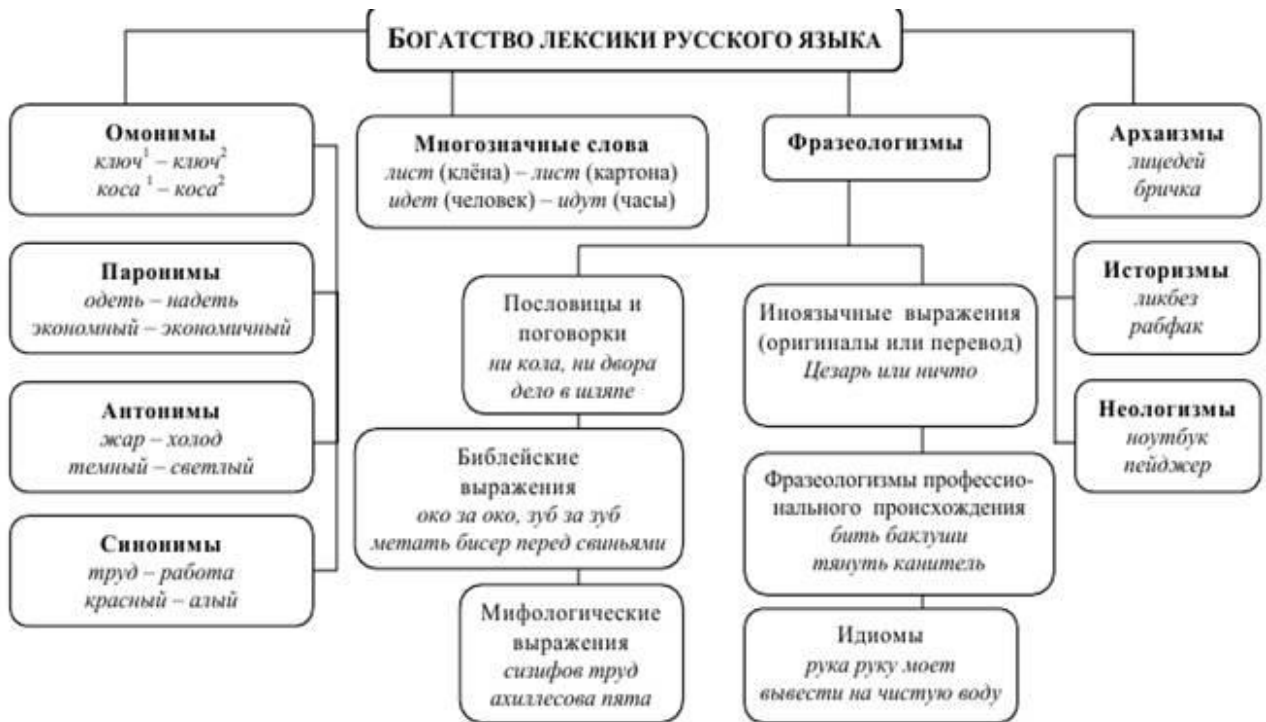 БОГАТСТВО ЛЕКСИКИ РУССКОГО ЯЗЫКА
Омонимы
ключ¹ – ключ²
коса ¹ – коса²
Паронимы
одеть – надеть
экономный – экономичный
Антонимы
жар – холод
темный – светлый
Синонимы
труд – работа
красный – алый
Многозначные слова
лист (клёна) – лист (картона)
идет (человек) – идут (часы)
Фразеологизмы
Пословицы и
поговорки
ни кола, ни двора
дело в шляпе
Библейские
выражения
око за око, зуб за зуб
метать бисер перед свиньями
Мифологические
выражения
сизифов труд
ахиллесова пята
Иноязычные выражения
(оригиналы или перевод)
Цезарь или ничто
Фразеологизмы профессио-
нального происхождения
бить баклуши
тянуть канитель
Идиомы
рука руку моет
вывести на чистую воду
Архаизмы
лицедей
бричка
Историзмы
ликбез
рабфак
Неологизмы
ноутбук
пейджер